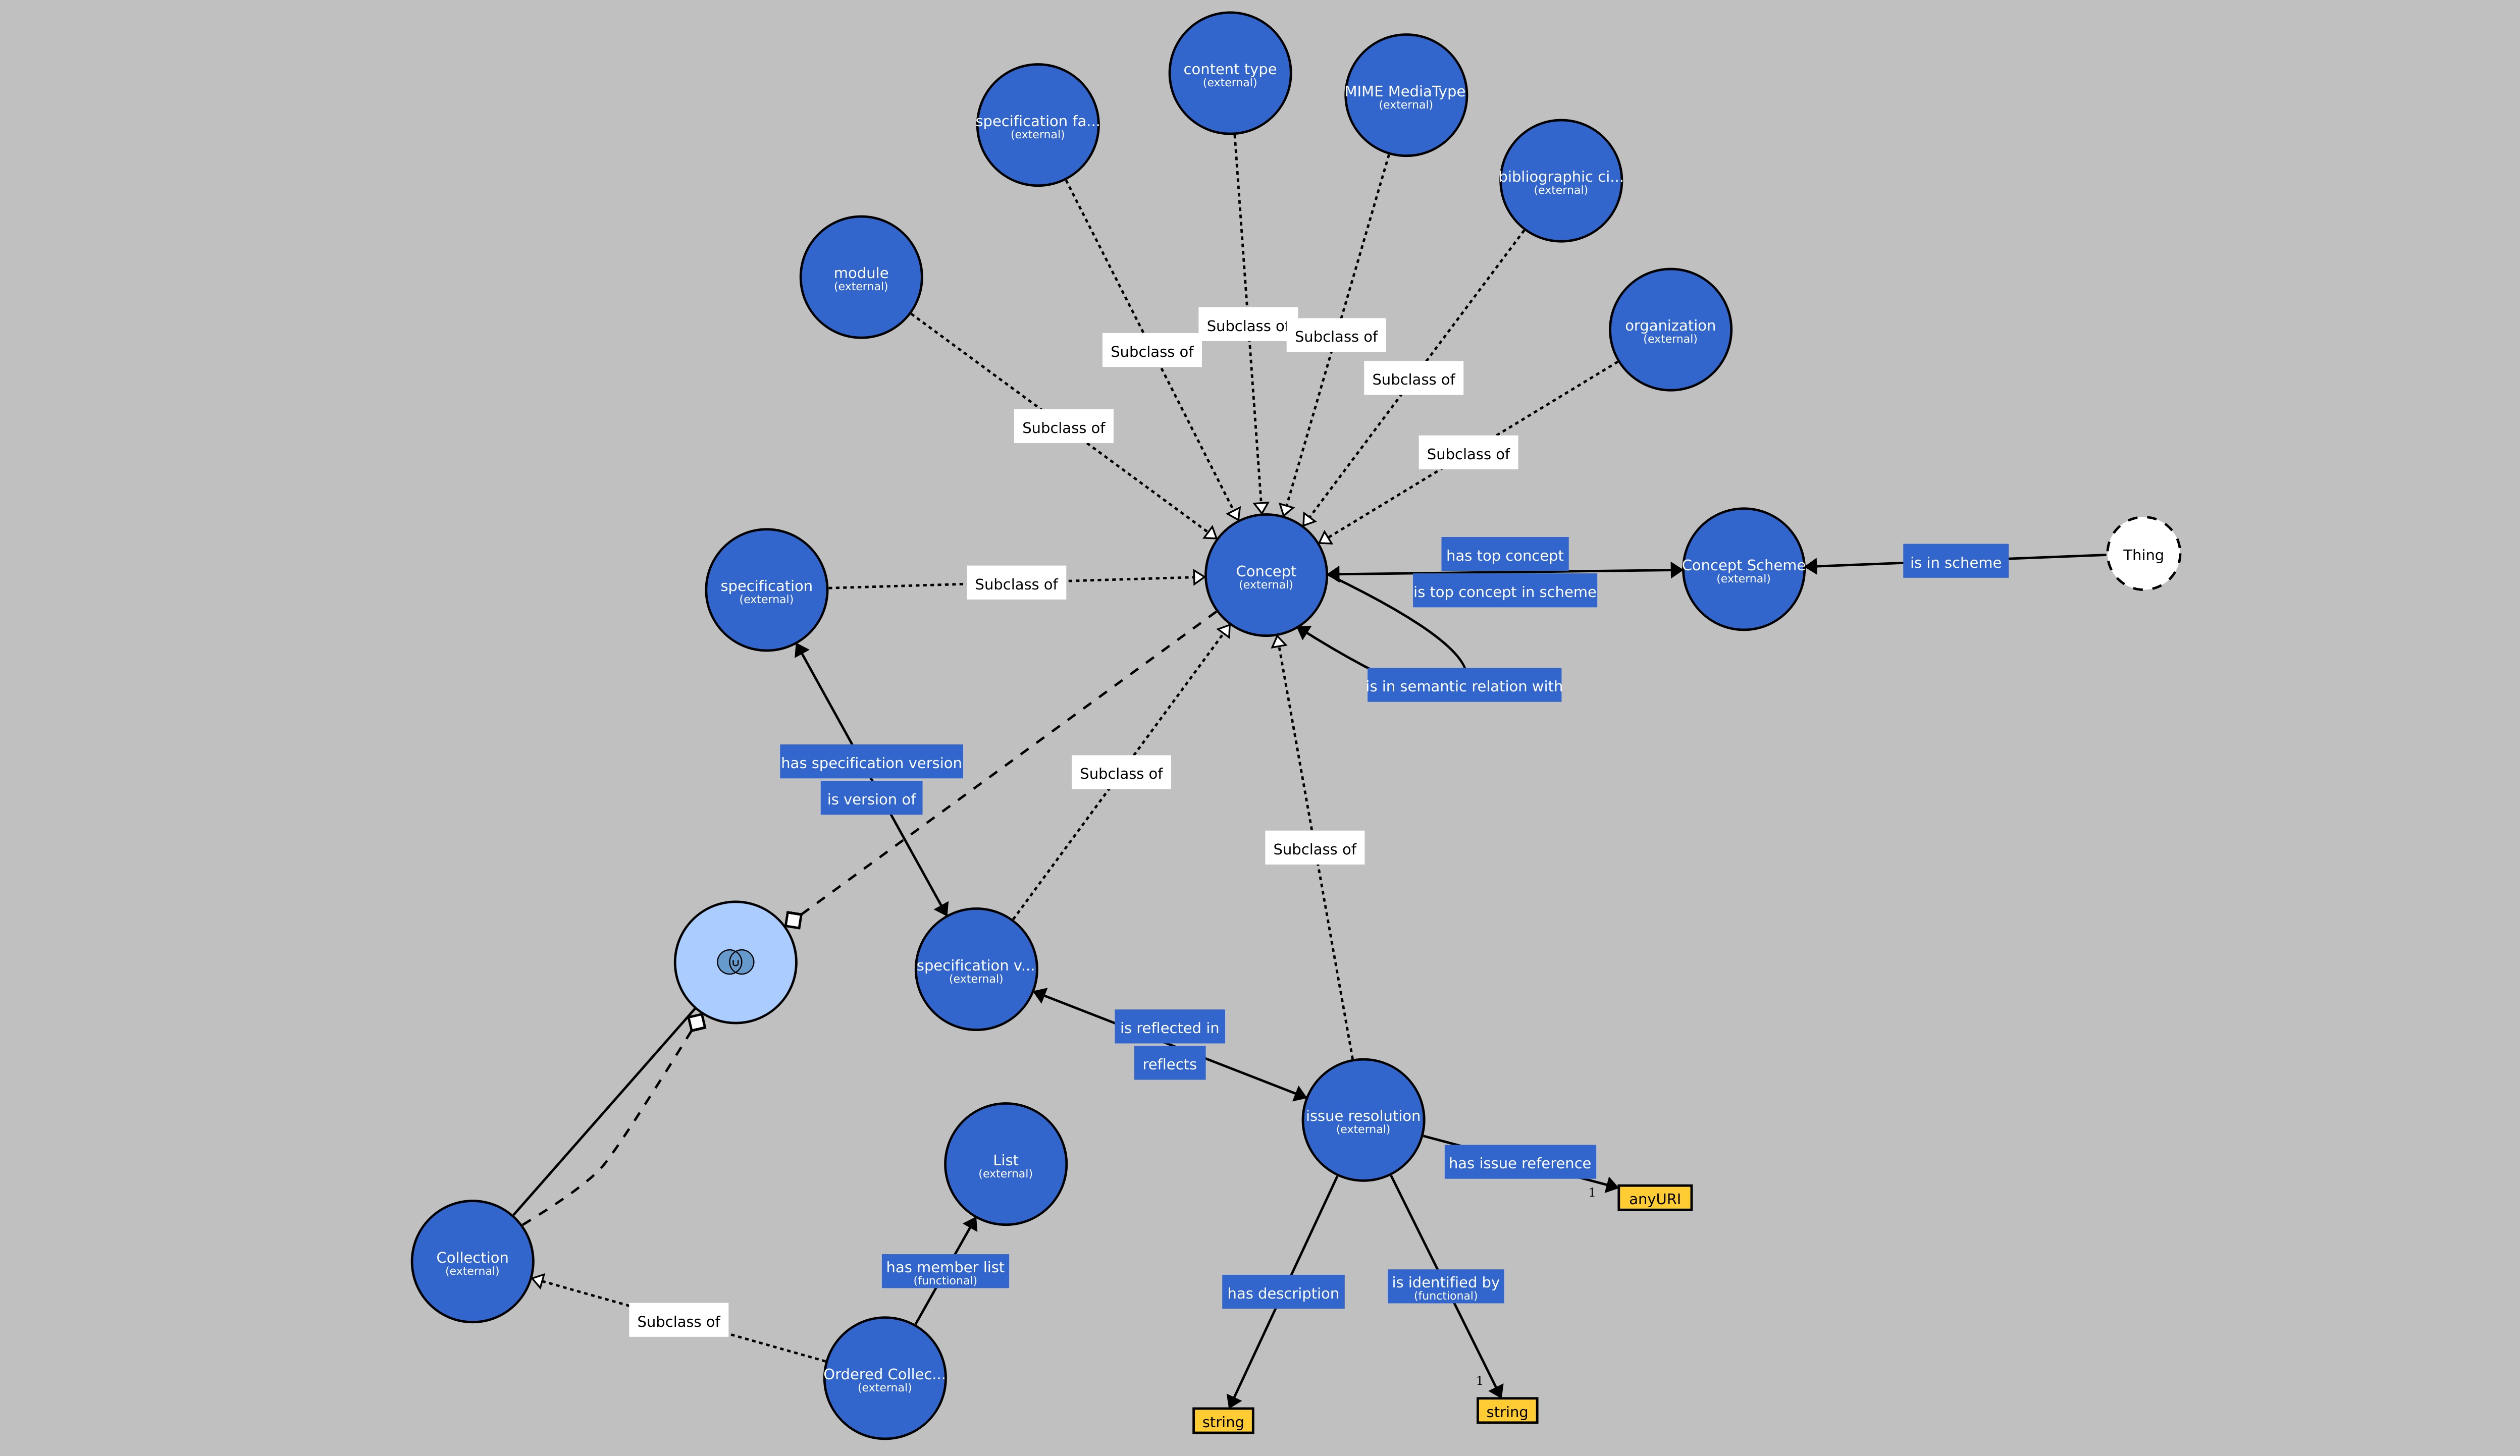 content type
(external)
MIME MediaType
(external)
specification fa...
(external)
bibliographic ci...
(external)
module
(external)
organization
(external)
Subclass of
Subclass of
Subclass of
Subclass of
Subclass of
Subclass of
has top concept
is top concept in scheme
Concept
(external)
Concept Scheme
(external)
is in scheme
Thing
specification
(external)
Subclass of
is in semantic relation with
has specification version
is version of
Subclass of
Subclass of
∪
specification v...
(external)
is reflected in
reflects
issue resolution
(external)
List
(external)
has issue reference
1
anyURI
Collection
(external)
has member list
(functional)
has description
is identified by
(functional)
Subclass of
Ordered Collec...
(external)
1
string
string